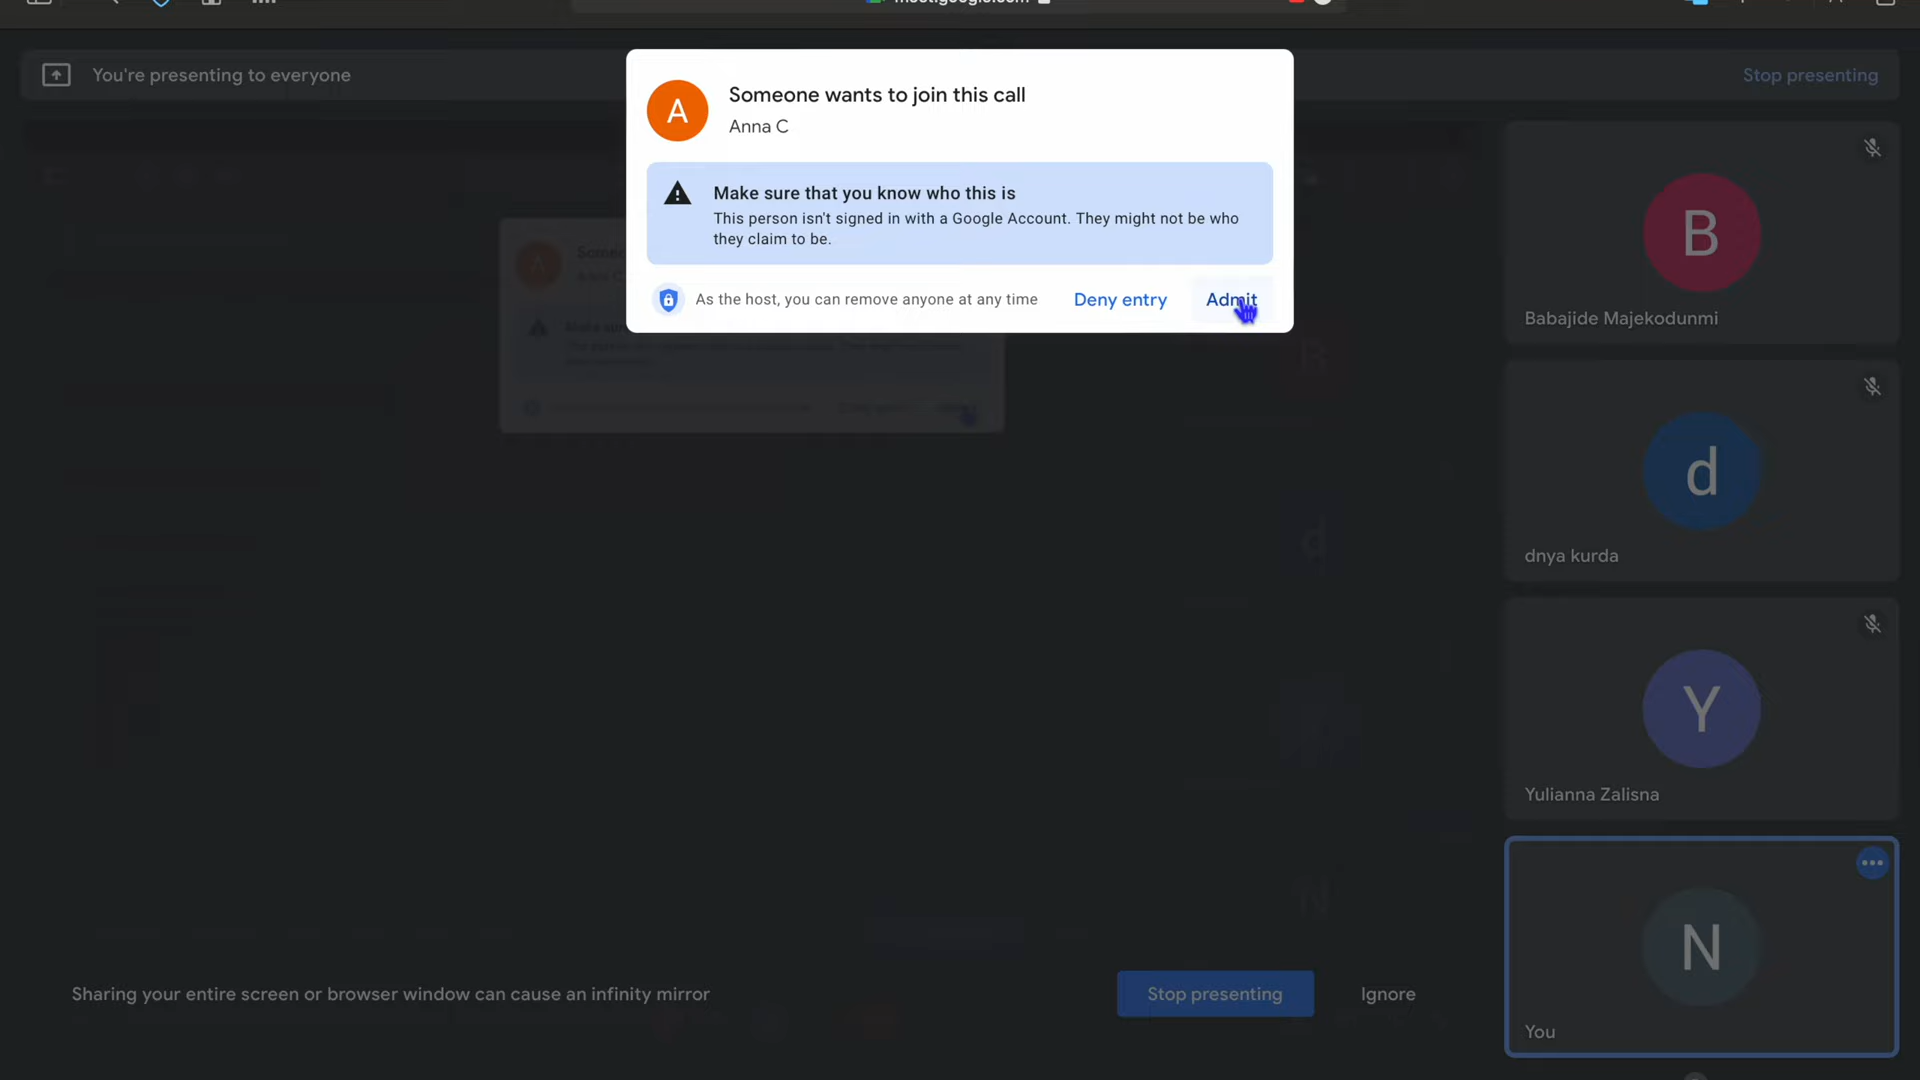 You're presenting to everyone
Stop presenting
A
Someone wants to join this call
Anna C
Make sure that you know who this is
This person isn't signed in with a Google Account. They might not be who
they claim to be.
As the host, you can remove anyone at any time
Deny entry
Admit
B
Babajide Majekodunmi
d
dnya kurda
Y
Yulianna Zalisna
N
You
Sharing your entire screen or browser window can cause an infinity mirror
Stop presenting
Ignore